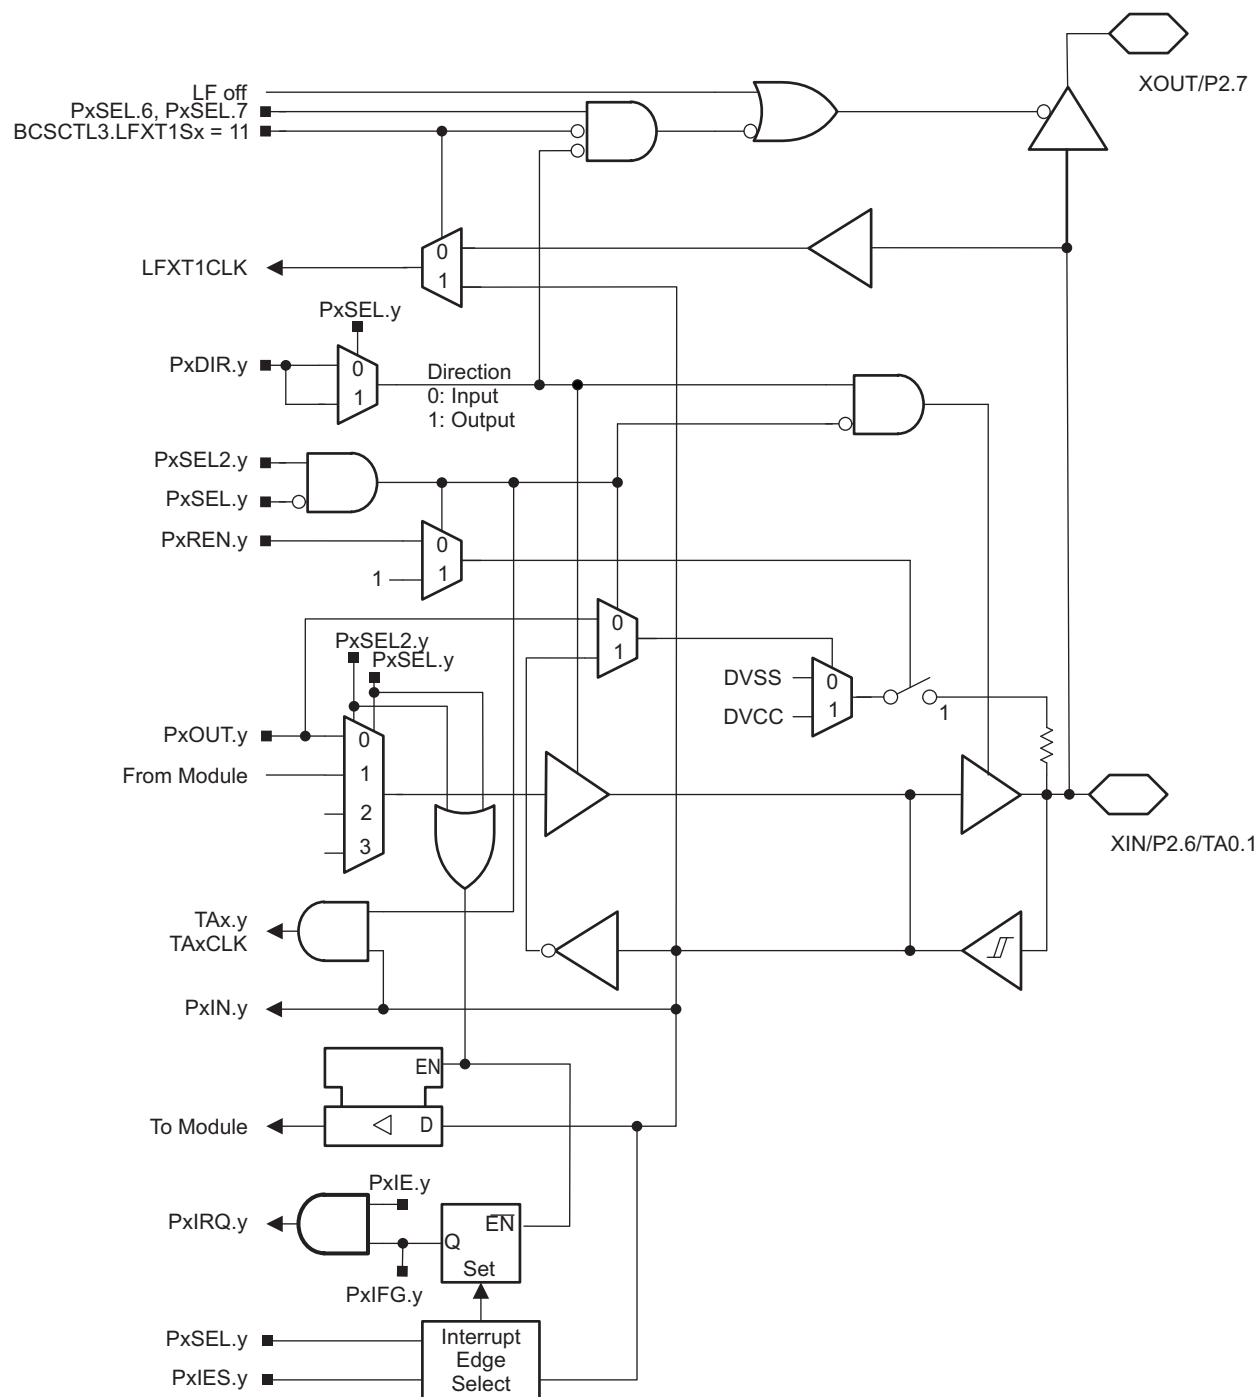 XOUT/P2.7
LF off
PxSEL.6, PxSEL.7
BCSCTL3.LFXT1Sx = 11
0
LFXT1CLK
1
PxSEL.y
PxDIR.y
0
1
Direction
0: Input
1: Output
PxSEL2.y
PxSEL.y
PxREN.y
0
1
1
0
1
PxSEL2.y
PxSEL.y
DVSS
0
DVCC
1
1
PxOUT.y
0
From Module
1
2
3
XIN/P2.6/TA0.1
TAx.y
TAxCLK
PxIN.y
EN
To Module
D
PxIE.y
PxIRQ.y
EN
Q
Set
PxIFG.y
PxSEL.y
PxIES.y
Interrupt
Edge
Select